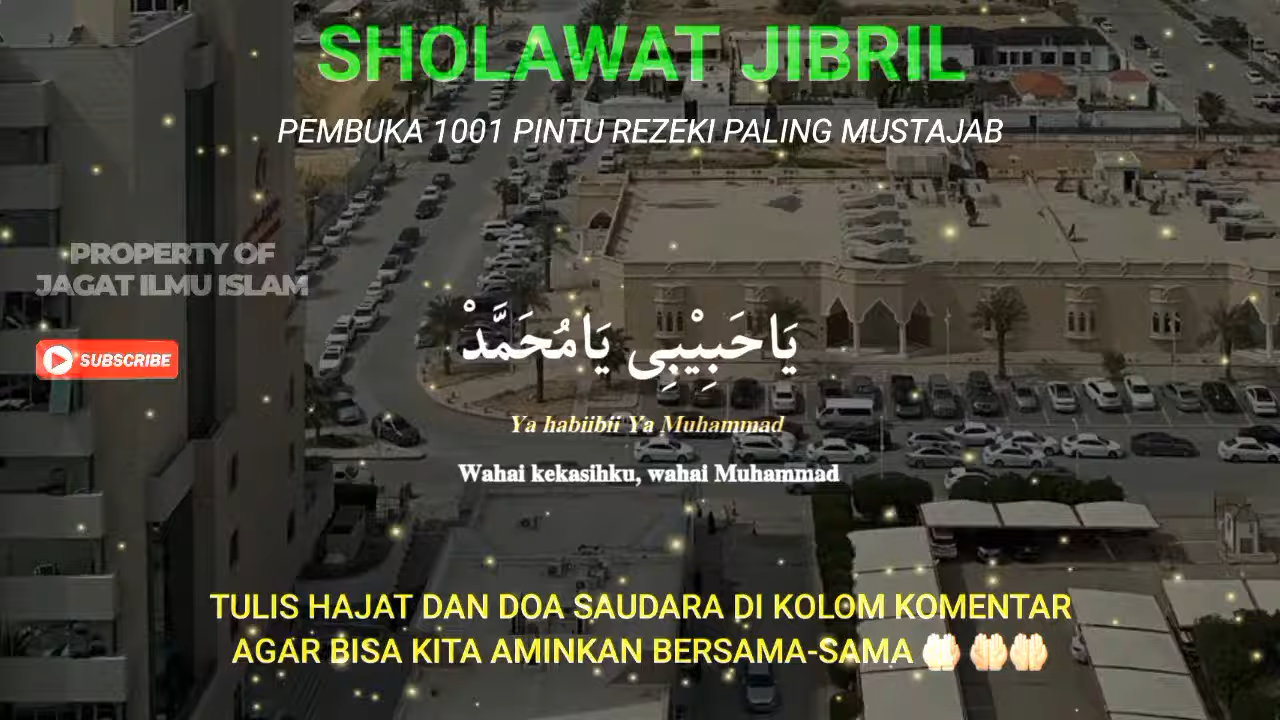 SHOLAWAT JIBRIL
PEMBUKA 1001 PINTU REZEKI PALING MUSTAJAB
PROPERTY OF
JAGAT ILMU ISLAM
SUBSCRIBE
يَاحَبِيْبِى يَامُحَمَّدْ
Ya habiibii Ya Muhammad
Wahai kekasihku, wahai Muhammad
TULIS HAJAT DAN DOA SAUDARA DI KOLOM KOMENTAR
AGAR BISA KITA AMINKAN BERSAMA-SAMA 🤲🏻 🤲🏻🤲🏻